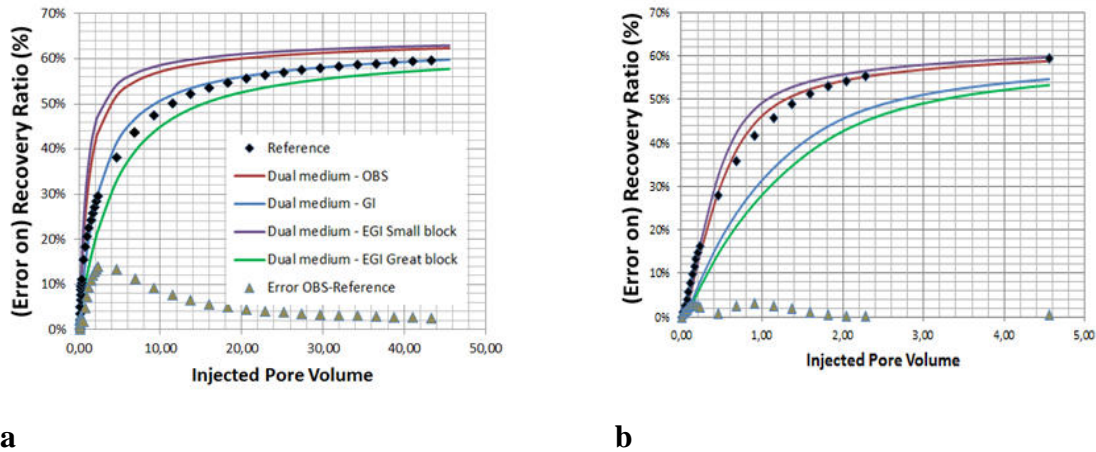 (Error on) Recovery Ratio (%)
70%
60%
50%
40%
30%
20%
10%
0%
0,00 10,00 20,00 30,00 40,00 50,00
Injected Pore Volume
Reference
Dual medium - OBS
Dual medium - GI
Dual medium - EGI Small block
Dual medium - EGI Great block
Error OBS-Reference
a
(Error on) Recovery Ratio (%)
70%
60%
50%
40%
30%
20%
10%
0%
0,00 1,00 2,00 3,00 4,00 5,00
Injected Pore Volume
b